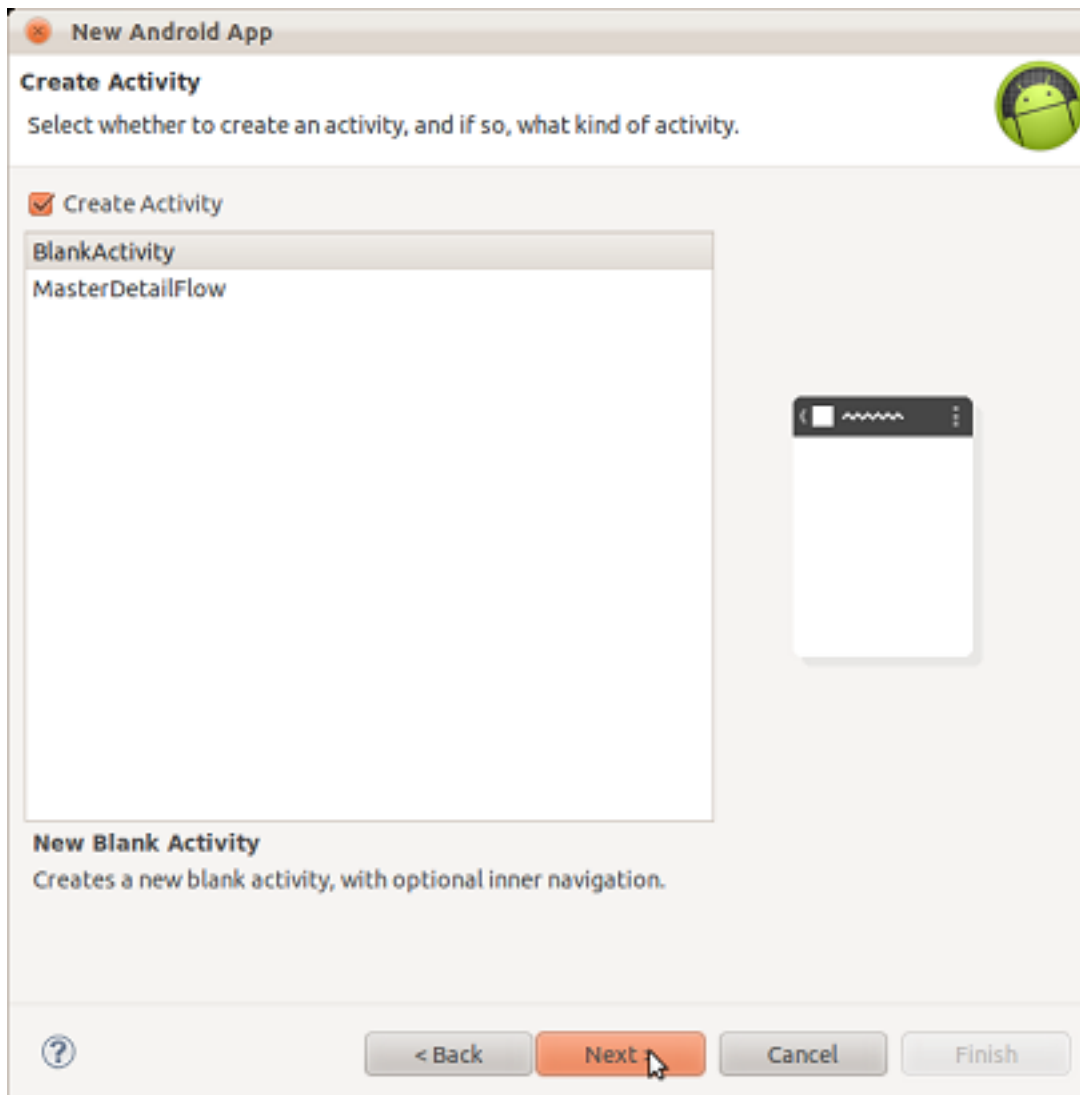 New Android App
Create Activity
Select whether to create an activity, and if so, what kind of activity.
Create Activity
BlankActivity
MasterDetailFlow
New Blank Activity
Creates a new blank activity, with optional inner navigation.
?
< Back
Next >
Cancel
Finish